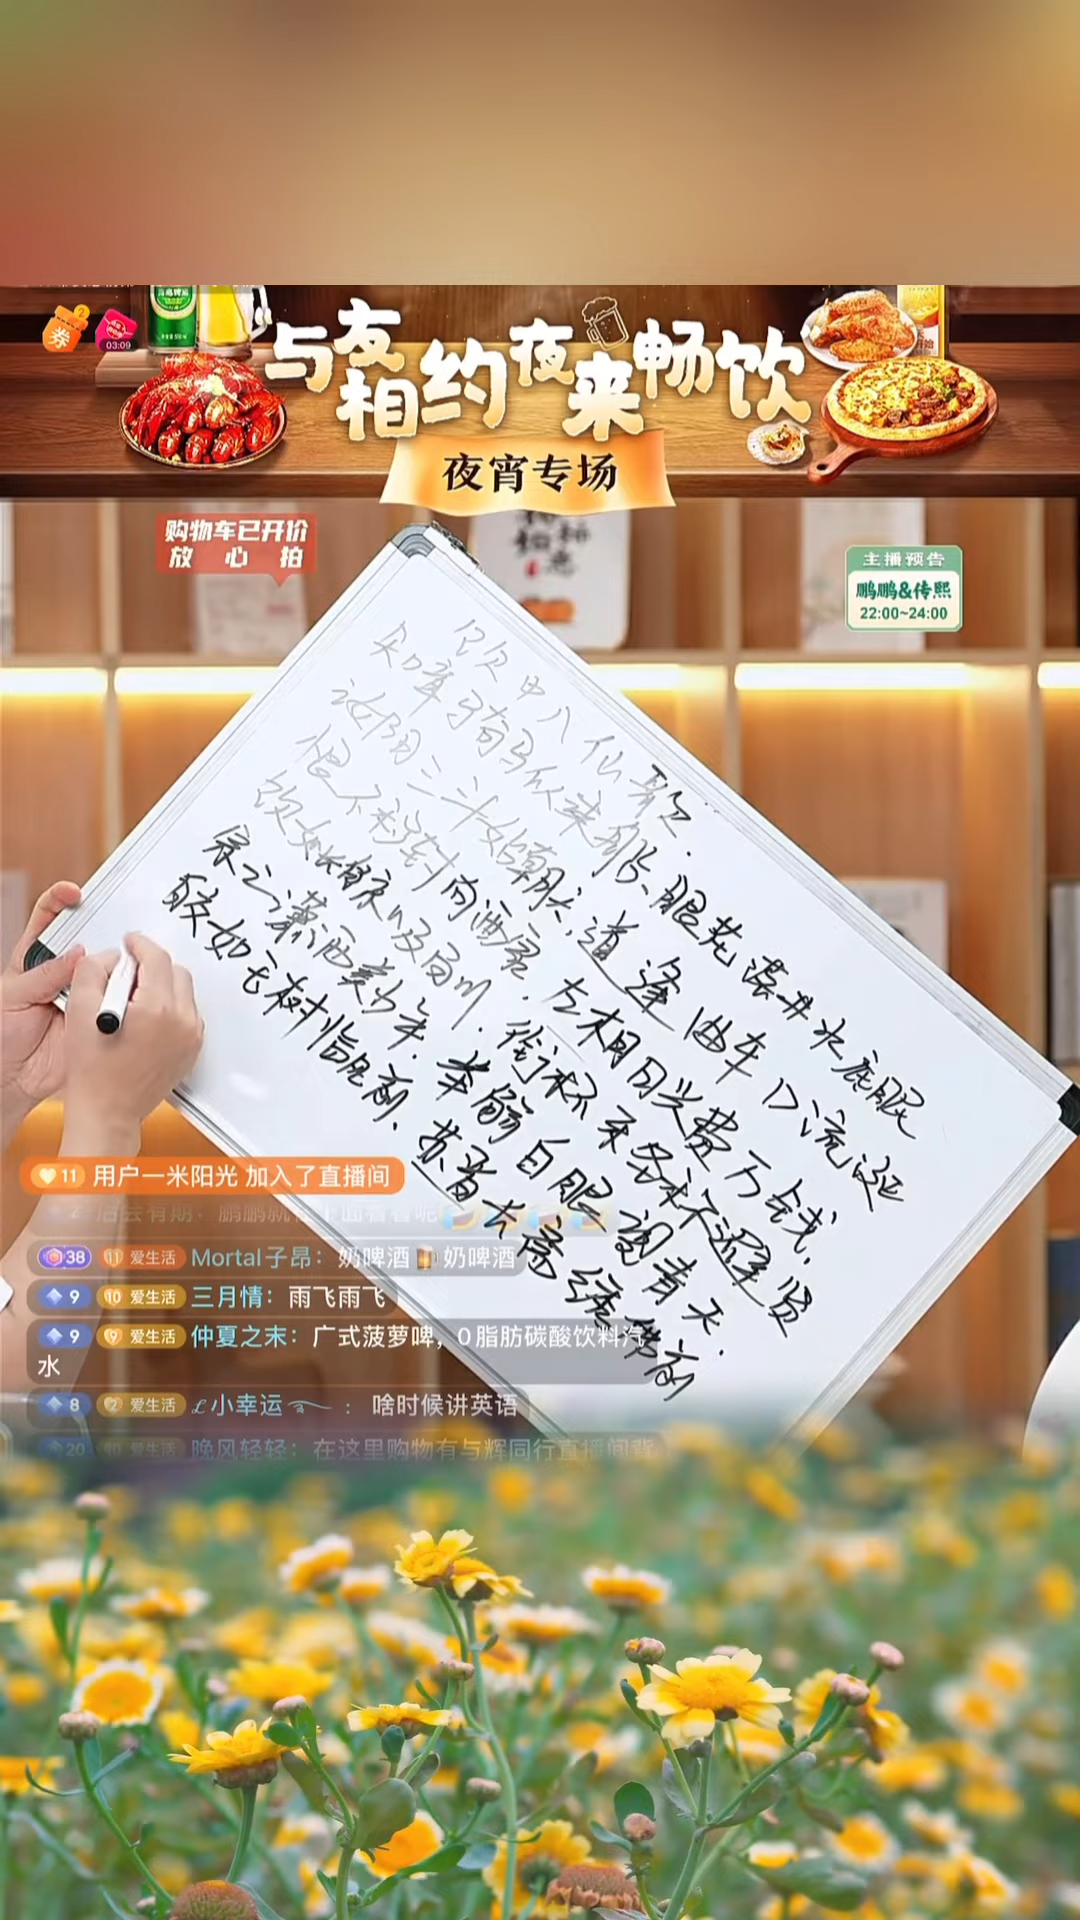 券
2
03:09
与友相约夜来畅饮
夜宵专场
购物车已开价
放心拍
主播预告
鹏鹏&传熙
22:00~24:00
饮中八仙歌
知章骑马似乘船、眼花落井水底眠
汝阳三斗始朝天,道逢曲车口流涎
恨不移封向酒泉.左相日兴费万钱,
饮如长鲸吸百川.衔杯乐圣称避贤
宗之潇洒美少年.举觞白眼望青天.
皎如玉树临风前.苏晋长斋绣佛前
11 用户一米阳光 加入了直播间
38 11 爱生活 Mortal子昂：奶啤酒🍺奶啤酒
9 10 爱生活 三月情：雨飞雨飞
9 9 爱生活 仲夏之末：广式菠萝啤，0脂肪碳酸饮料汽
水
8 2 爱生活 小幸运：啥时候讲英语
20 10 爱生活 晚风轻轻：在这里购物有与辉同行直播间背